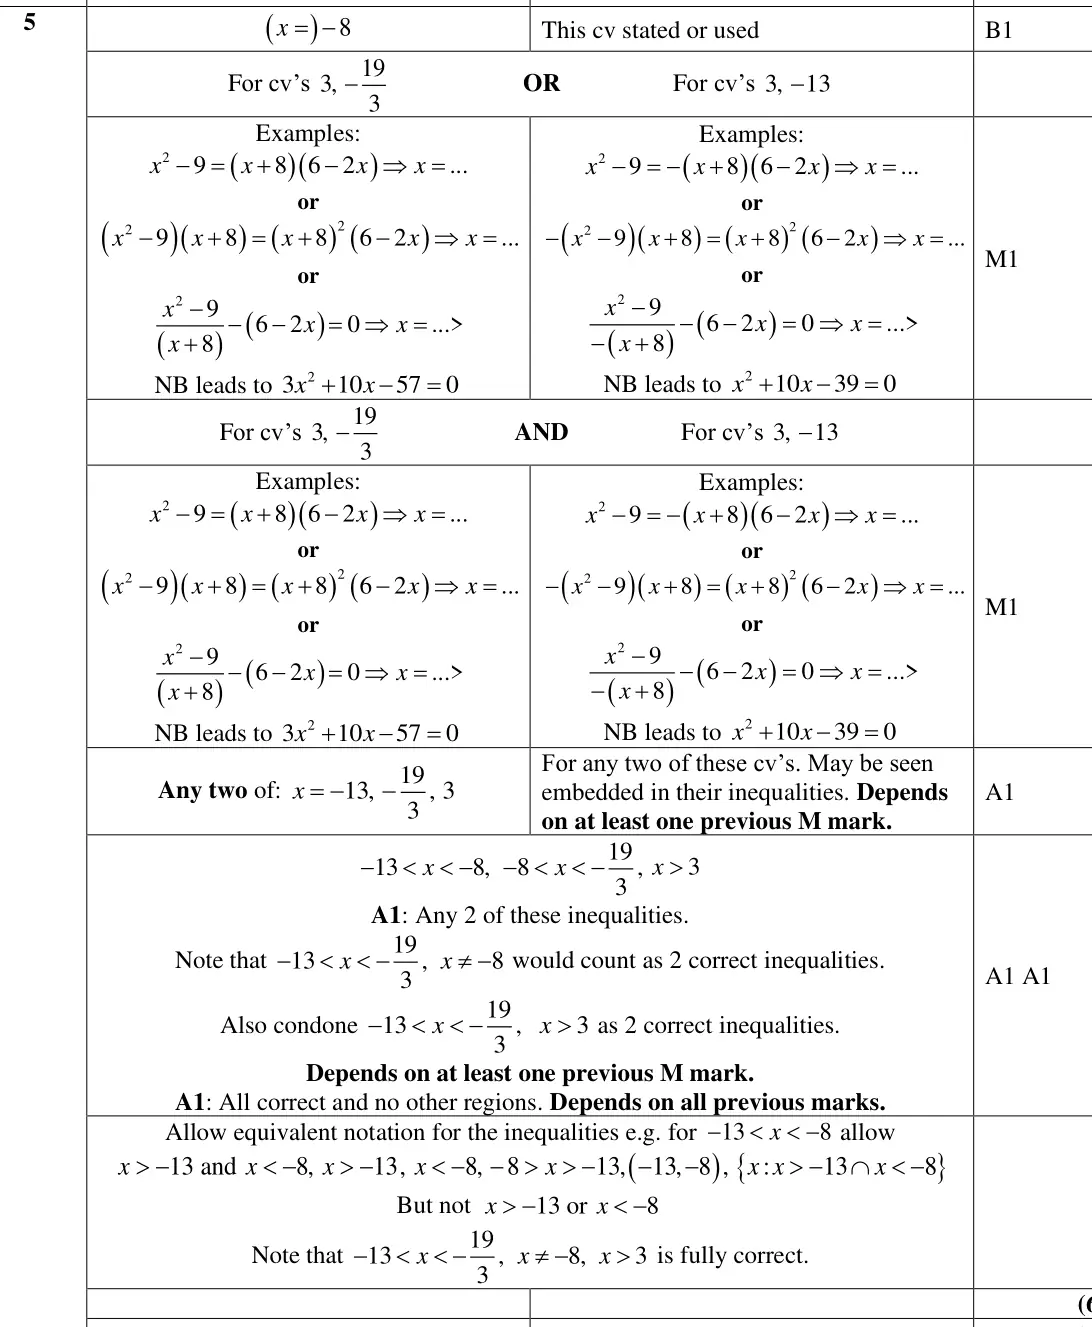 5
(x =) − 8
This cv stated or used
B1
For cv's 3, −19/3 OR For cv's 3, −13
Examples:
x² − 9 = (x + 8)(6 − 2x) ⇒ x = ...
or
(x² − 9)(x + 8) = (x + 8)²(6 − 2x) ⇒ x = ...
or
(x² − 9)/(x + 8) − (6 − 2x) = 0 ⇒ x = ...>
NB leads to 3x² + 10x − 57 = 0
Examples:
x² − 9 = −(x + 8)(6 − 2x) ⇒ x = ...
or
−(x² − 9)(x + 8) = (x + 8)²(6 − 2x) ⇒ x = ...
or
(x² − 9)/−(x + 8) − (6 − 2x) = 0 ⇒ x = ...>
NB leads to x² + 10x − 39 = 0
M1
For cv's 3, −19/3 AND For cv's 3, −13
Examples:
x² − 9 = (x + 8)(6 − 2x) ⇒ x = ...
or
(x² − 9)(x + 8) = (x + 8)²(6 − 2x) ⇒ x = ...
or
(x² − 9)/(x + 8) − (6 − 2x) = 0 ⇒ x = ...>
NB leads to 3x² + 10x − 57 = 0
Examples:
x² − 9 = −(x + 8)(6 − 2x) ⇒ x = ...
or
−(x² − 9)(x + 8) = (x + 8)²(6 − 2x) ⇒ x = ...
or
(x² − 9)/−(x + 8) − (6 − 2x) = 0 ⇒ x = ...>
NB leads to x² + 10x − 39 = 0
M1
Any two of: x = −13, −19/3, 3
For any two of these cv's. May be seen
embedded in their inequalities. Depends
on at least one previous M mark.
A1
−13 < x < −8, −8 < x < −19/3, x > 3
A1: Any 2 of these inequalities.
Note that −13 < x < −19/3, x ≠ −8 would count as 2 correct inequalities.
Also condone −13 < x < −19/3, x > 3 as 2 correct inequalities.
Depends on at least one previous M mark.
A1: All correct and no other regions. Depends on all previous marks.
A1 A1
Allow equivalent notation for the inequalities e.g. for −13 < x < −8 allow
x > −13 and x < −8, x > −13, x < −8, −8 > x > −13, (−13, −8), {x : x > −13 ∩ x < −8}
But not x > −13 or x < −8
Note that −13 < x < −19/3, x ≠ −8, x > 3 is fully correct.